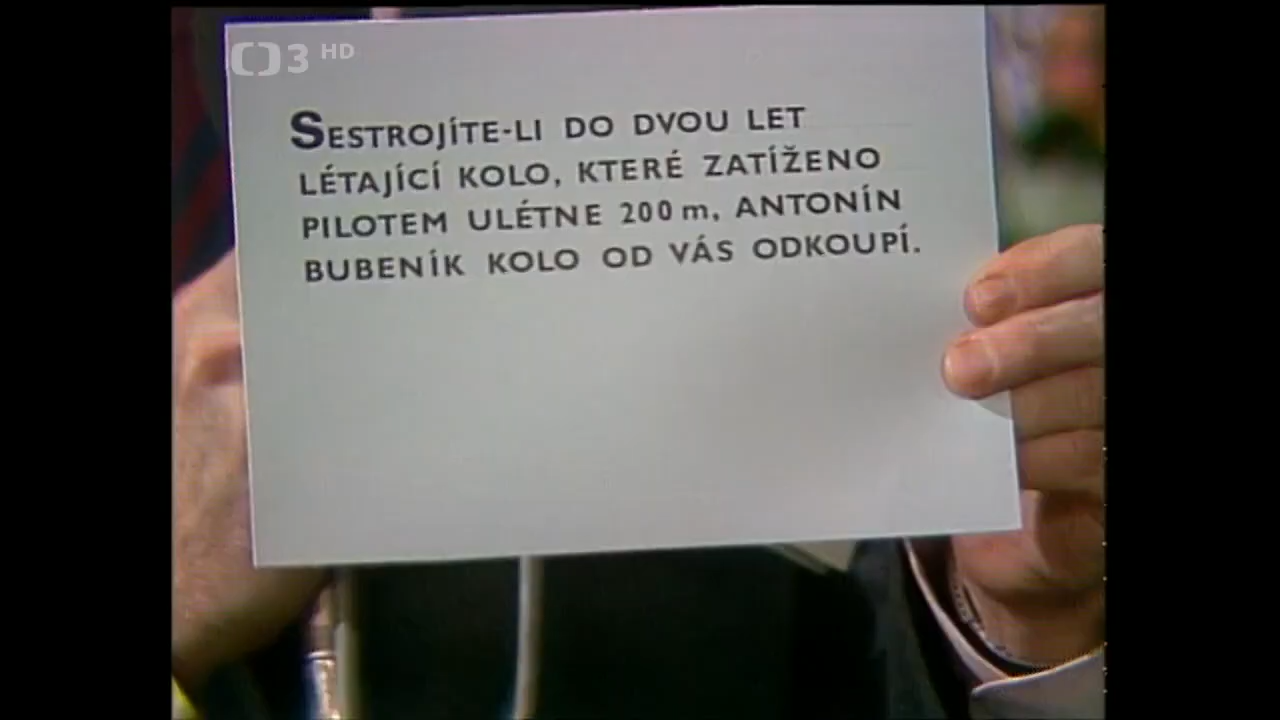 3 HD
SESTROJÍTE-LI DO DVOU LET
LÉTAJÍCÍ KOLO, KTERÉ ZATÍŽENO
PILOTEM ULÉTNE 200 m, ANTONÍN
BUBENÍK KOLO OD VÁS ODKOUPÍ.